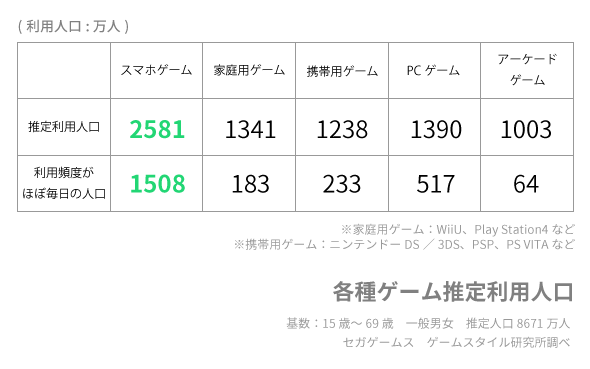 ( 利用人口 : 万人 )
スマホゲーム 家庭用ゲーム 携帯用ゲーム PC ゲーム アーケード
ゲーム
推定利用人口 2581 1341 1238 1390 1003
利用頻度が
ほぼ毎日の人口 1508 183 233 517 64
※家庭用ゲーム：WiiU、Play Station4 など
※携帯用ゲーム：ニンテンドー DS ／ 3DS、PSP、PS VITA など
各種ゲーム推定利用人口
基数：15 歳〜 69 歳　一般男女　推定人口 8671 万人
セガゲームス　ゲームスタイル研究所調べ